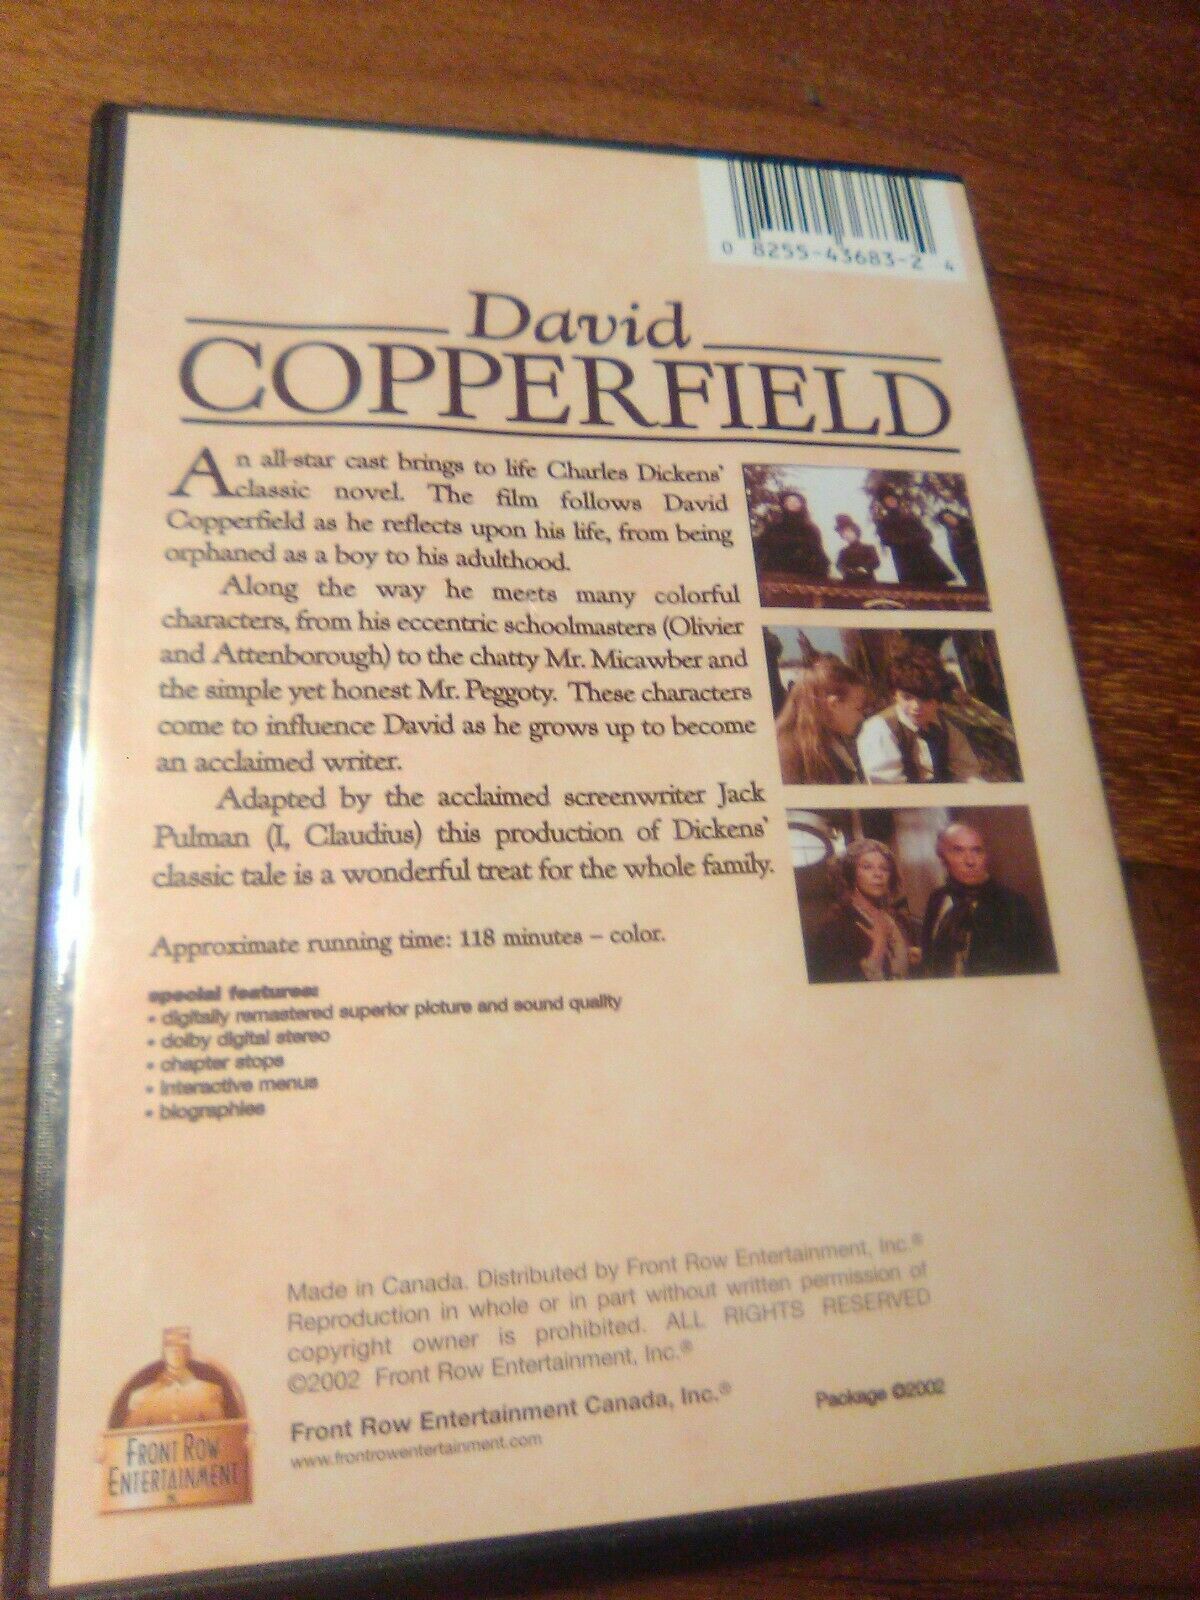 0 8255-43683-2 4
David
COPPERFIELD
An all-star cast brings to life Charles Dickens'
classic novel. The film follows David
Copperfield as he reflects upon his life, from being
orphaned as a boy to his adulthood.
Along the way he meets many colorful
characters, from his eccentric schoolmasters (Olivier
and Attenborough) to the chatty Mr. Micawber and
the simple yet honest Mr. Peggoty. These characters
come to influence David as he grows up to become
an acclaimed writer.
Adapted by the acclaimed screenwriter Jack
Pulman (I, Claudius) this production of Dickens'
classic tale is a wonderful treat for the whole family.
Approximate running time: 118 minutes – color.
special features:
• digitally remastered superior picture and sound quality
• dolby digital stereo
• chapter stops
• interactive menus
• biographies
Made in Canada. Distributed by Front Row Entertainment, Inc.®
Reproduction in whole or in part without written permission of
copyright owner is prohibited. ALL RIGHTS RESERVED
©2002 Front Row Entertainment, Inc.®
Front Row Entertainment Canada, Inc.®
Package ©2002
www.frontrowentertainment.com
FRONT ROW
ENTERTAINMENT